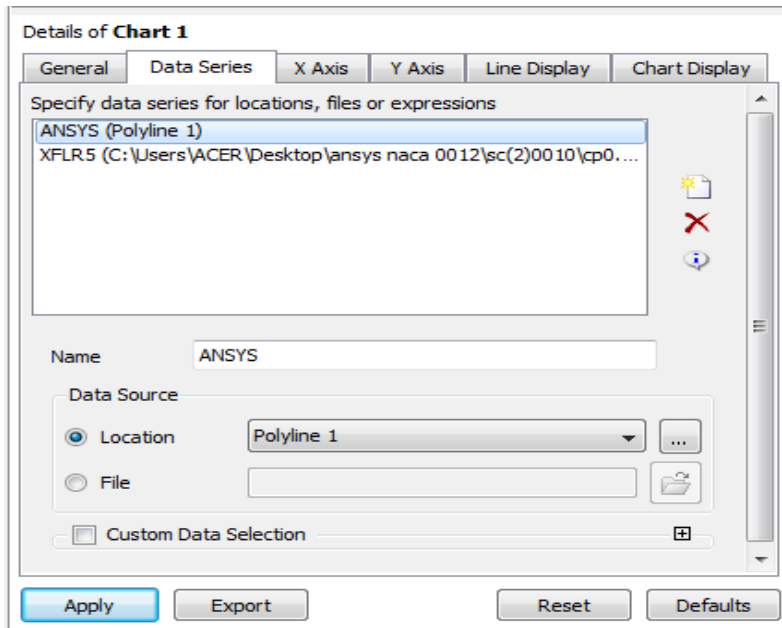 Details of Chart 1
General Data Series X Axis Y Axis Line Display Chart Display
Specify data series for locations, files or expressions
ANSYS (Polyline 1)
XFLR5 (C:\Users\ACER\Desktop\ansys naca 0012\sc(2)0010\cp0....
Name ANSYS
Data Source
Location Polyline 1 ...
File
Custom Data Selection
Apply Export Reset Defaults